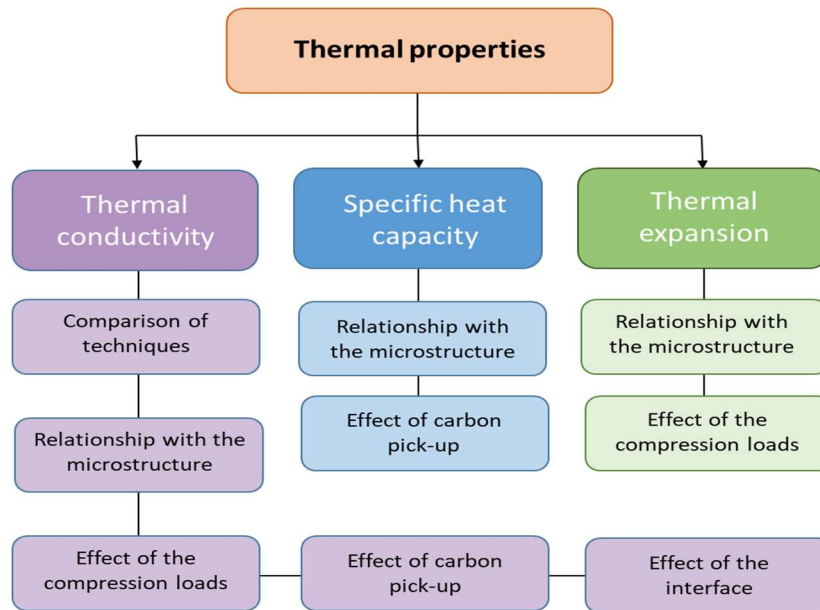 Thermal properties
Thermal
conductivity
Specific heat
capacity
Thermal
expansion
Comparison of
techniques
Relationship with
the microstructure
Relationship with
the microstructure
Relationship with the
microstructure
Effect of carbon
pick-up
Effect of the
compression loads
Effect of the
compression loads
Effect of carbon
pick-up
Effect of the
interface